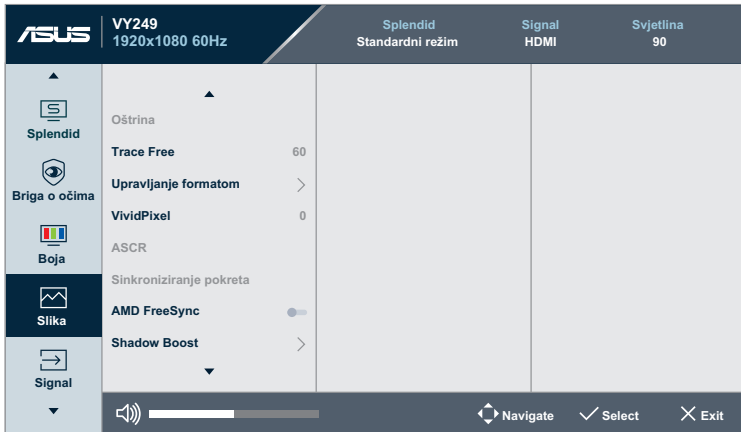 ASUS
VY249
1920x1080 60Hz
Splendid
Standardni režim
Signal
HDMI
Svjetlina
90
Splendid
Briga o očima
Boja
Slika
Signal
Oštrina
Trace Free 60
Upravljanje formatom
VividPixel 0
ASCR
Sinkroniziranje pokreta
AMD FreeSync
Shadow Boost
Navigate
Select
Exit